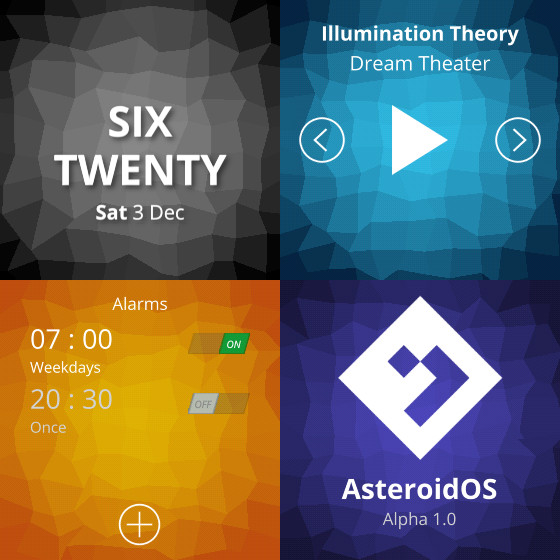 SIX
TWENTY
Sat 3 Dec
Illumination Theory
Dream Theater
Alarms
07 : 00
ON
Weekdays
20 : 30
OFF
Once
AsteroidOS
Alpha 1.0